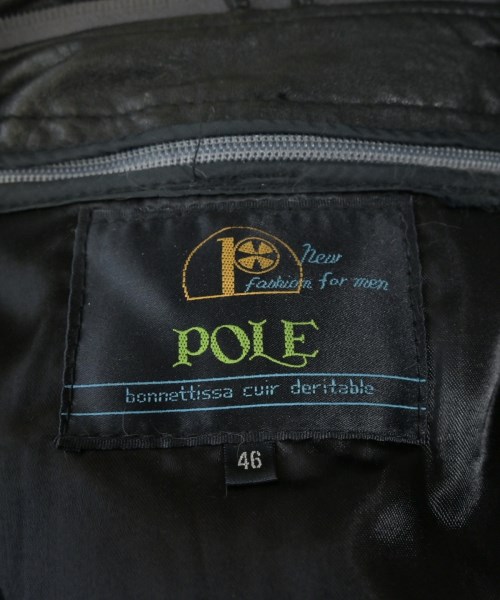 New
fashion for men
POLE
bonnettissa cuir deritable
46